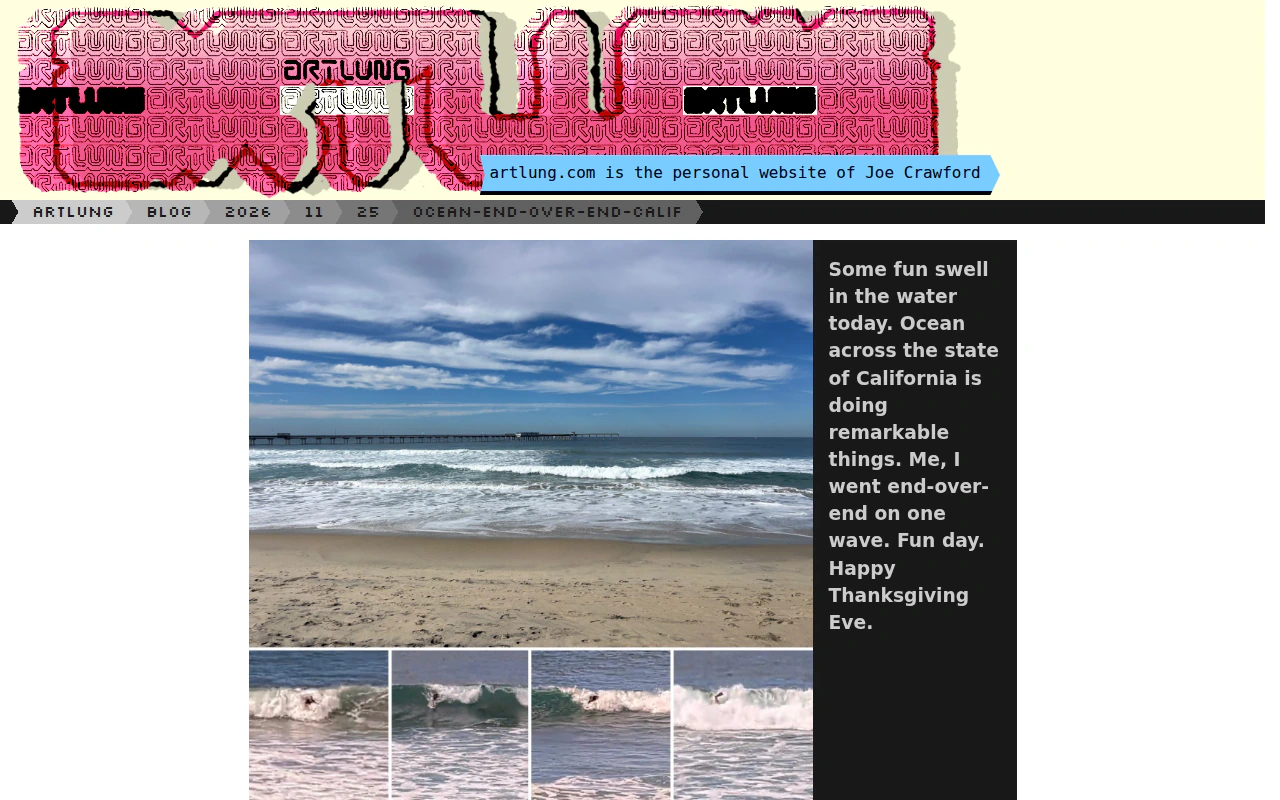 ARTLUNG
artlung.com is the personal website of Joe Crawford
ARTLUNG BLOG 2026 11 25 OCEAN-END-OVER-END-CALIF
Some fun swell
in the water
today. Ocean
across the state
of California is
doing
remarkable
things. Me, I
went end-over-
end on one
wave. Fun day.
Happy
Thanksgiving
Eve.